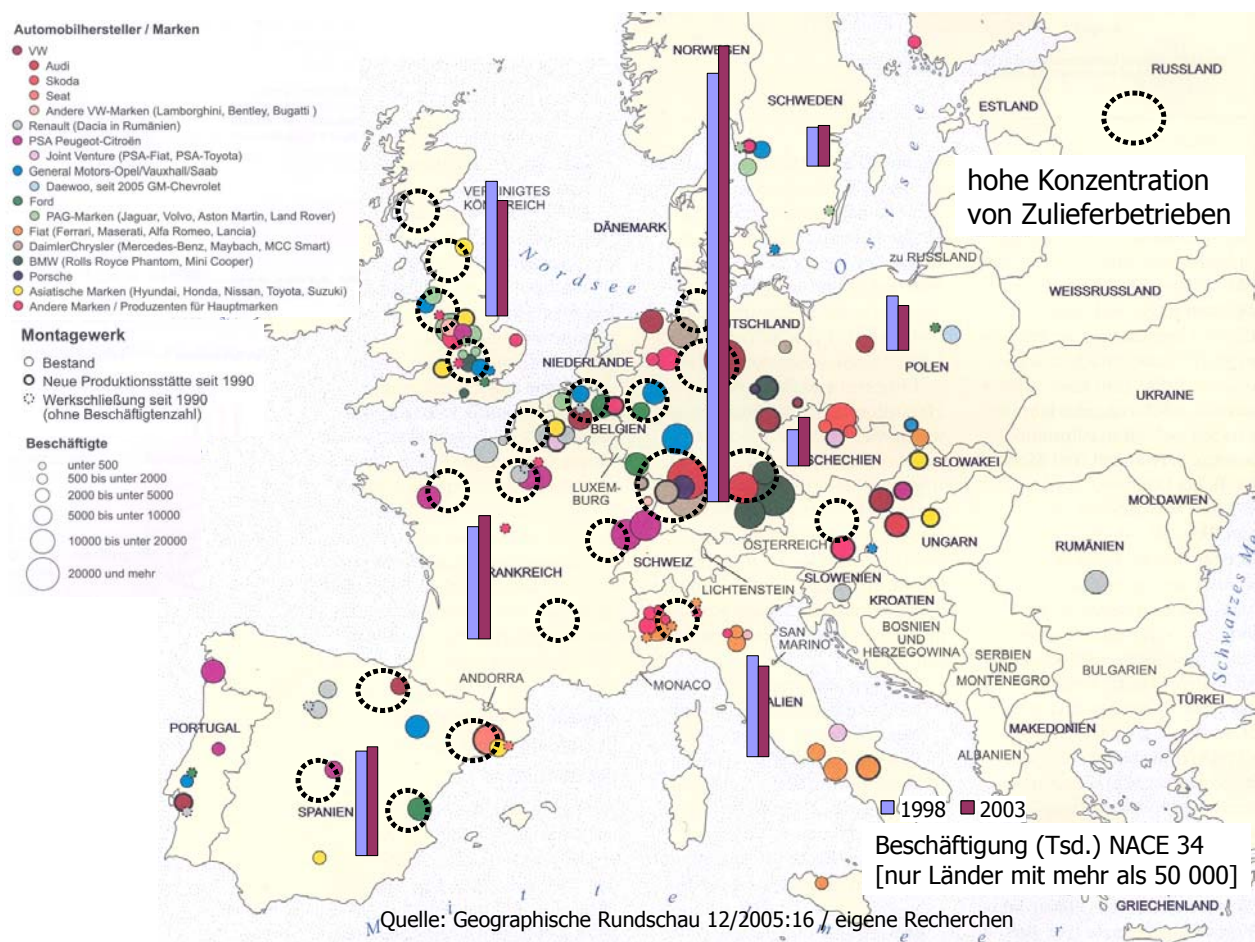 Automobilhersteller / Marken
VW
Audi
Skoda
Seat
Andere VW-Marken (Lamborghini, Bentley, Bugatti )
Renault (Dacia in Rumänien)
PSA Peugeot-Citroën
Joint Venture (PSA-Fiat, PSA-Toyota)
General Motors-Opel/Vauxhall/Saab
Daewoo, seit 2005 GM-Chevrolet
Ford
PAG-Marken (Jaguar, Volvo, Aston Martin, Land Rover)
Fiat (Ferrari, Maserati, Alfa Romeo, Lancia)
DaimlerChrysler (Mercedes-Benz, Maybach, MCC Smart)
BMW (Rolls Royce Phantom, Mini Cooper)
Porsche
Asiatische Marken (Hyundai, Honda, Nissan, Toyota, Suzuki)
Andere Marken / Produzenten für Hauptmarken
Montagewerk
Bestand
Neue Produktionsstätte seit 1990
Werkschließung seit 1990
(ohne Beschäftigtenzahl)
Beschäftigte
unter 500
500 bis unter 2000
2000 bis unter 5000
5000 bis unter 10000
10000 bis unter 20000
20000 und mehr
NORWEGEN
SCHWEDEN
RUSSLAND
ESTLAND
hohe Konzentration
von Zulieferbetrieben
VEREINIGTES
KÖNIGREICH
DÄNEMARK
Nordsee
Ostsee
zu RUSSLAND
WEISSRUSSLAND
DEUTSCHLAND
NIEDERLANDE
POLEN
UKRAINE
BELGIEN
LUXEM-
BURG
TSCHECHIEN
SLOWAKEI
MOLDAWIEN
FRANKREICH
SCHWEIZ
ÖSTERREICH
UNGARN
RUMÄNIEN
LICHTENSTEIN
SLOWENIEN
KROATIEN
BOSNIEN
UND
HERZEGOWINA
SAN
MARINO
SERBIEN
UND
MONTENEGRO
BULGARIEN
Schwarzes Me
ANDORRA
MONACO
ITALIEN
TÜRKEI
PORTUGAL
MAKEDONIEN
ALBANIEN
SPANIEN
1998 2003
Beschäftigung (Tsd.) NACE 34
[nur Länder mit mehr als 50 000]
GRIECHENLAND
Mittelmeer
Quelle: Geographische Rundschau 12/2005:16 / eigene Recherchen